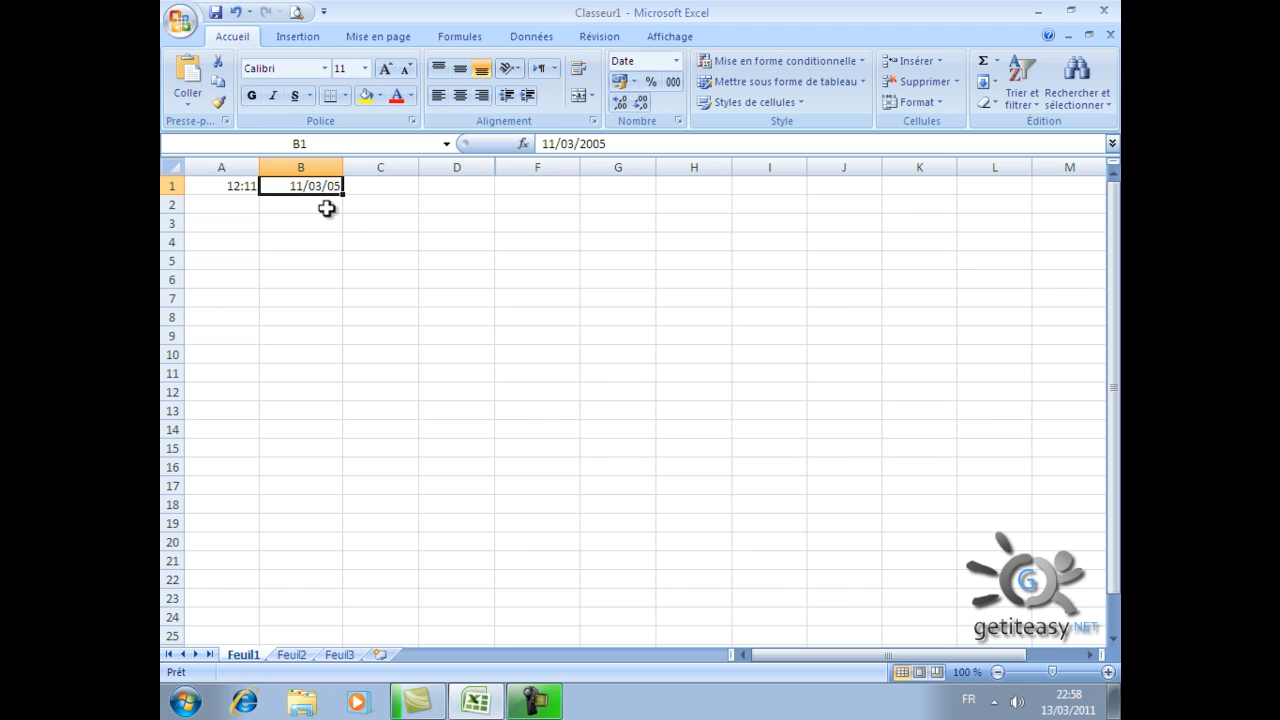 Classeur1 - Microsoft Excel
Accueil Insertion Mise en page Formules Données Révision Affichage
Coller
Calibri 11
G I S
Date
% 000
Mise en forme conditionnelle
Mettre sous forme de tableau
Styles de cellules
Insérer
Supprimer
Format
Σ
Trier et filtrer
Rechercher et sélectionner
Presse-p... Police Alignement Nombre Style Cellules Édition
B1 fx 11/03/2005
A B C D E F G H I J K L M
1 12:11 11/03/05
2
3
4
5
6
7
8
9
10
11
12
13
14
15
16
17
18
19
20
21
22
23
24
25
G
getiteasy.NET
Feuil1 Feuil2 Feuil3
Prêt 100 %
FR 22:58
13/03/2011